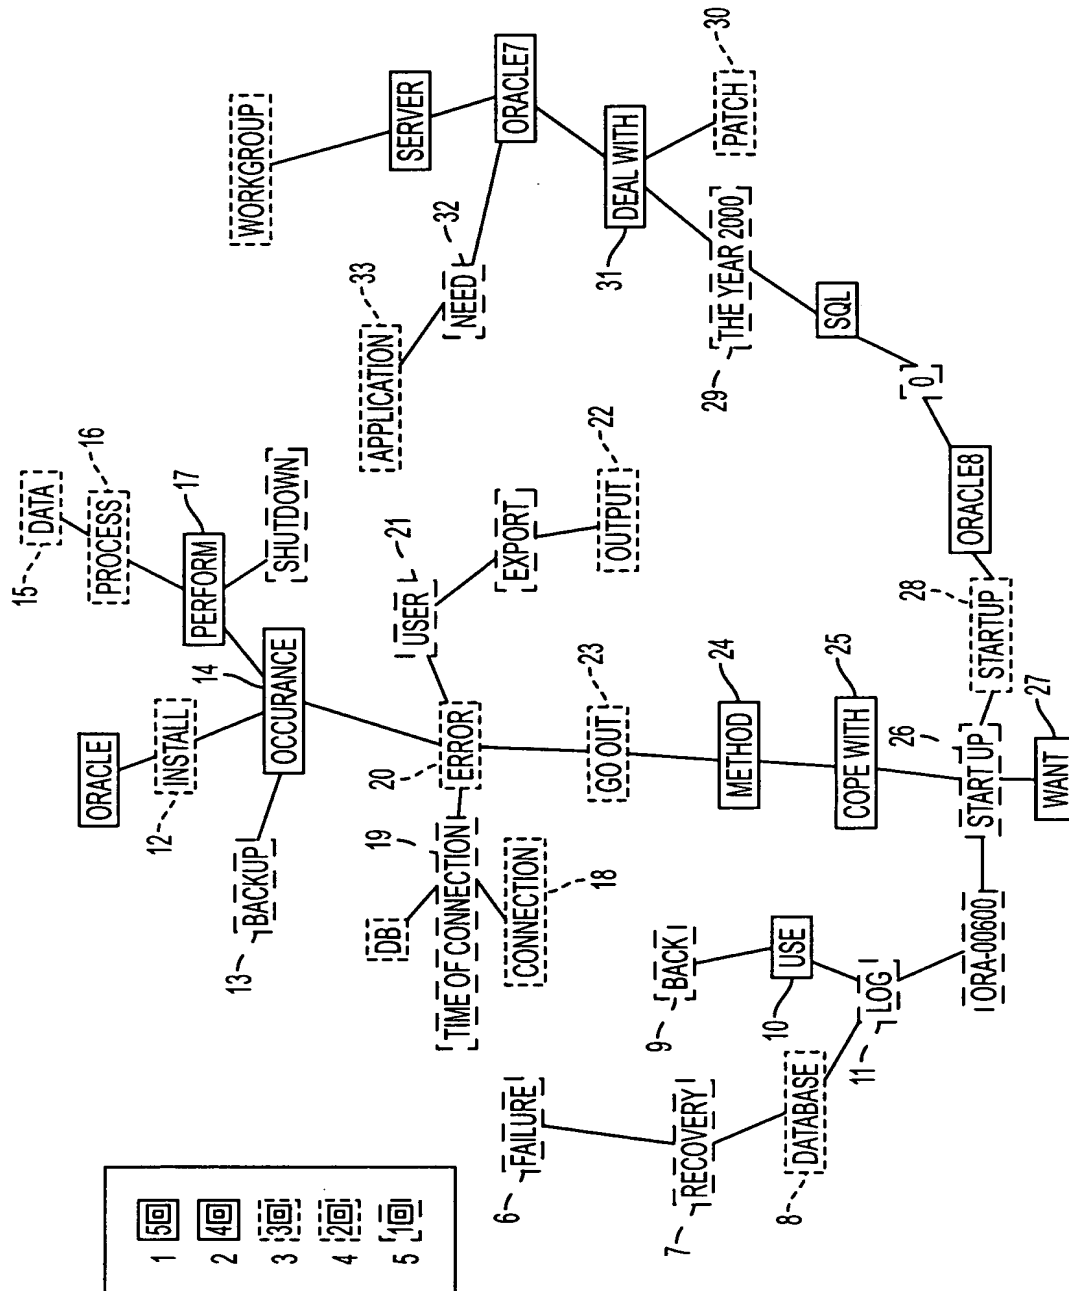 1 5
2 4
3 3
4 2
5 1
15 DATA
ORACLE
PROCESS 16
12 INSTALL
PERFORM 17
13 BACKUP
OCCURANCE 14
SHUTDOWN
WORKGROUP
DB
APPLICATION 33
TIME OF CONNECTION 19
20 ERROR
USER 21
NEED 32
SERVER
6 FAILURE
CONNECTION 18
EXPORT
ORACLE7
GO OUT 23
OUTPUT 22
31 DEAL WITH
7 RECOVERY
9 BACK
METHOD 24
29 THE YEAR 2000
PATCH 30
8 DATABASE
10 USE
COPE WITH 25
SQL
11 LOG
0
ORA-00600
START UP 26
STARTUP 28
ORACLE8
WANT 27